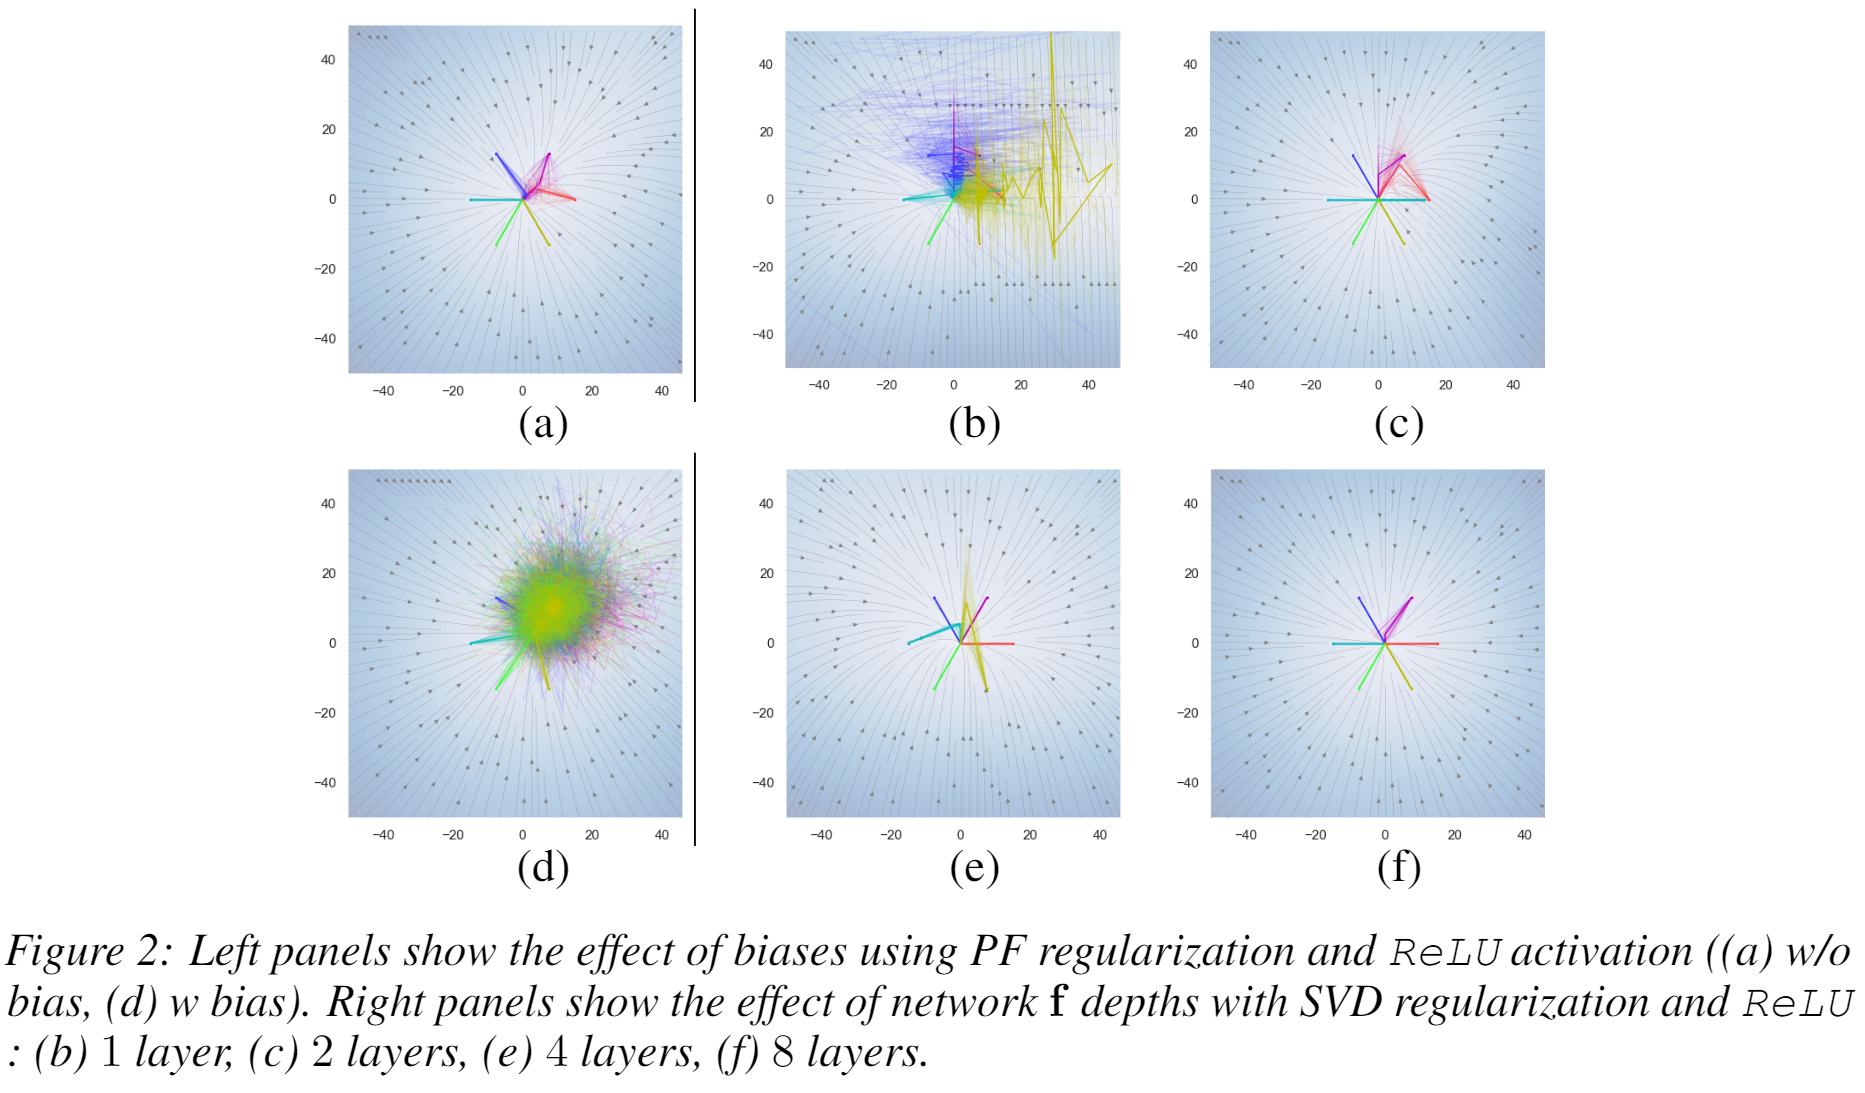 40
20
0
−20
−40
−40 −20 0 20 40
(a)
40
20
0
−20
−40
−40 −20 0 20 40
(b)
40
20
0
−20
−40
−40 −20 0 20 40
(c)
40
20
0
−20
−40
−40 −20 0 20 40
(d)
40
20
0
−20
−40
−40 −20 0 20 40
(e)
40
20
0
−20
−40
−40 −20 0 20 40
(f)
Figure 2: Left panels show the effect of biases using PF regularization and ReLU activation ((a) w/o
bias, (d) w bias). Right panels show the effect of network f depths with SVD regularization and ReLU
: (b) 1 layer, (c) 2 layers, (e) 4 layers, (f) 8 layers.